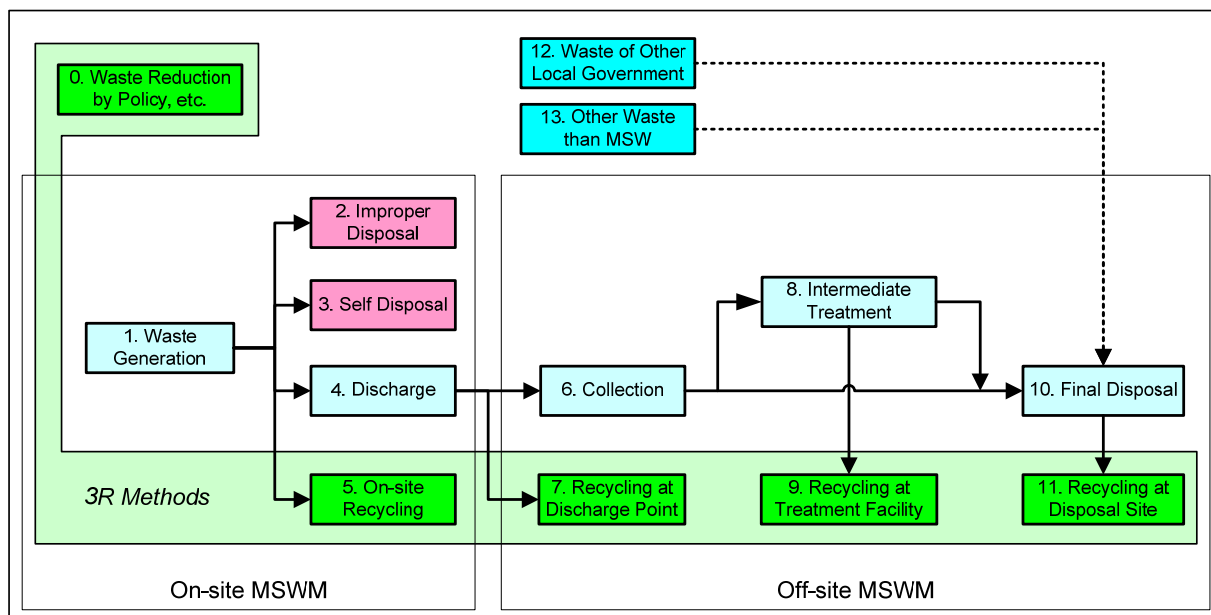 0. Waste Reduction
by Policy, etc.
12. Waste of Other
Local Government
13. Other Waste
than MSW
2. Improper
Disposal
3. Self Disposal
8. Intermediate
Treatment
1. Waste
Generation
4. Discharge
6. Collection
10. Final Disposal
3R Methods
5. On-site
Recycling
7. Recycling at
Discharge Point
9. Recycling at
Treatment Facility
11. Recycling at
Disposal Site
On-site MSWM
Off-site MSWM